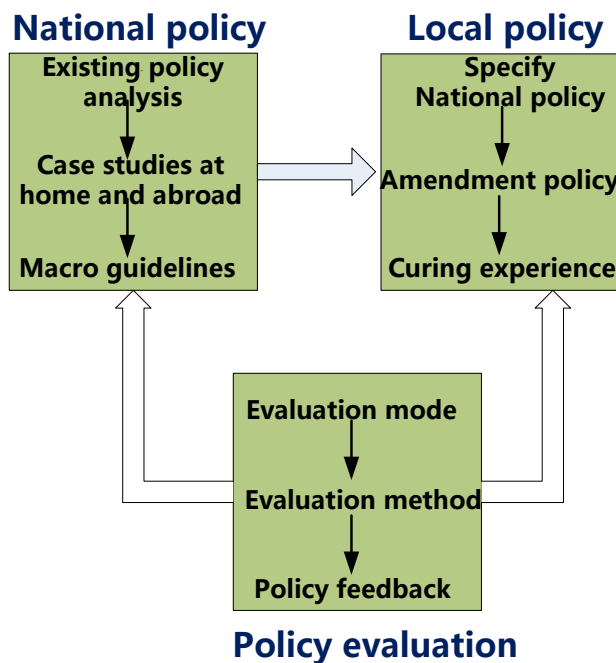 National policy
Existing policy
analysis
Case studies at
home and abroad
Macro guidelines
Local policy
Specify
National policy
Amendment policy
Curing experience
Evaluation mode
Evaluation method
Policy feedback
Policy evaluation